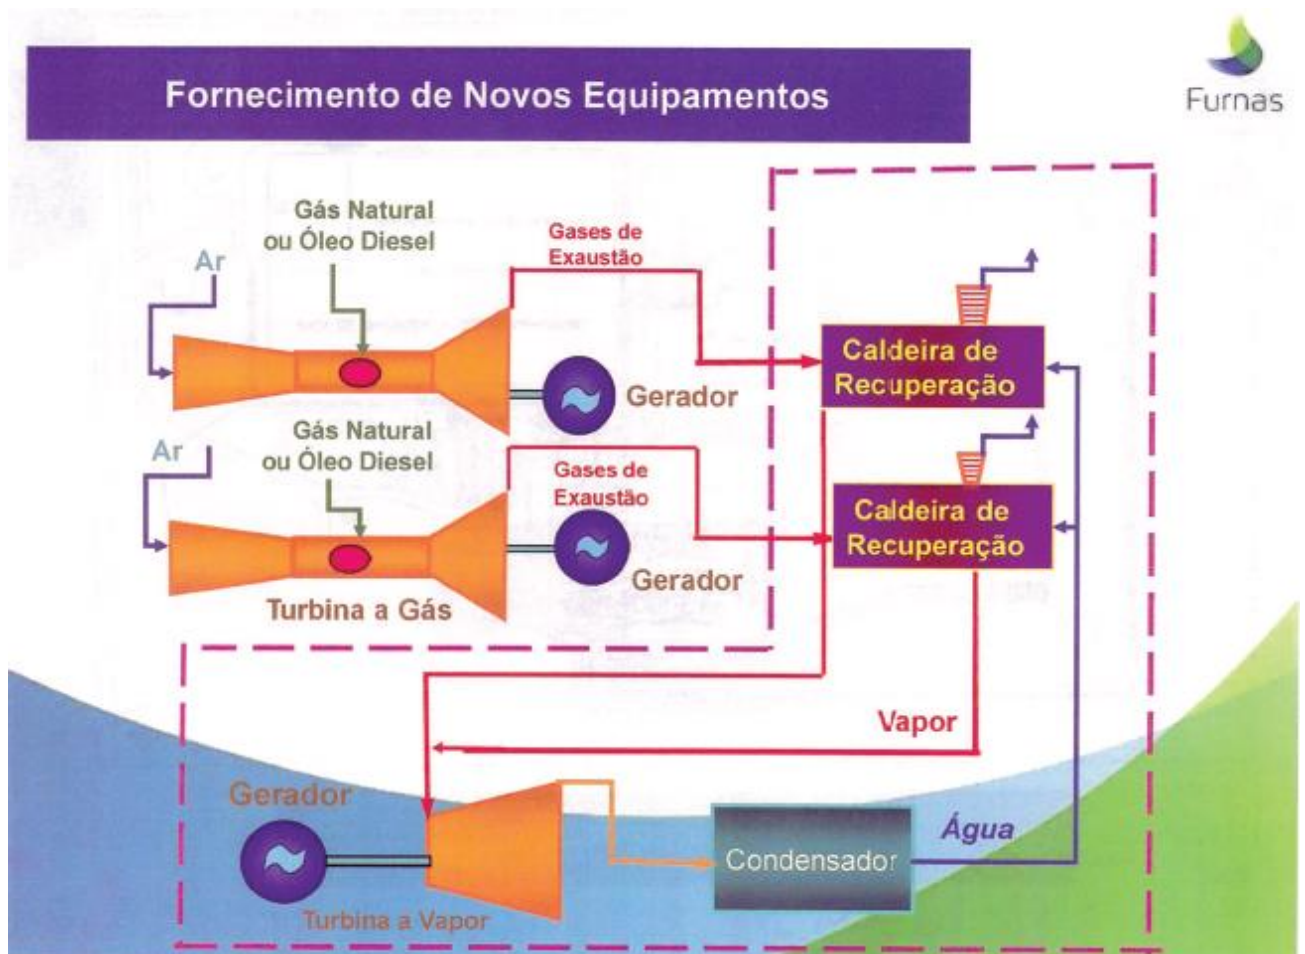 Fornecimento de Novos Equipamentos
Furnas
Gás Natural
ou Óleo Diesel
Ar
Gases de
Exaustão
Caldeira de
Recuperação
Gerador
Gás Natural
ou Óleo Diesel
Ar
Gases de
Exaustão
Caldeira de
Recuperação
Gerador
Turbina a Gás
Vapor
Gerador
Água
Condensador
Turbina a Vapor